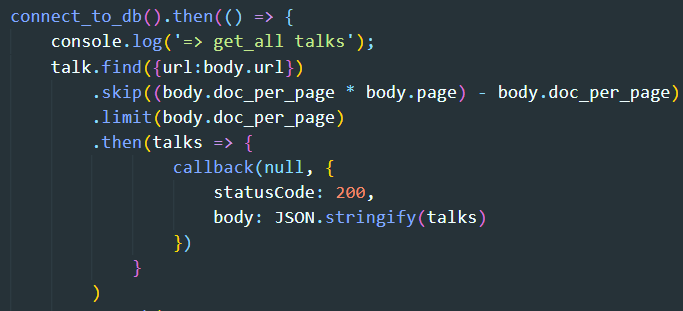 connect_to_db().then(() => {
    console.log('=> get_all talks');
    talk.find({url:body.url})
        .skip((body.doc_per_page * body.page) - body.doc_per_page)
        .limit(body.doc_per_page)
        .then(talks => {
                callback(null, {
                    statusCode: 200,
                    body: JSON.stringify(talks)
                })
            }
        )